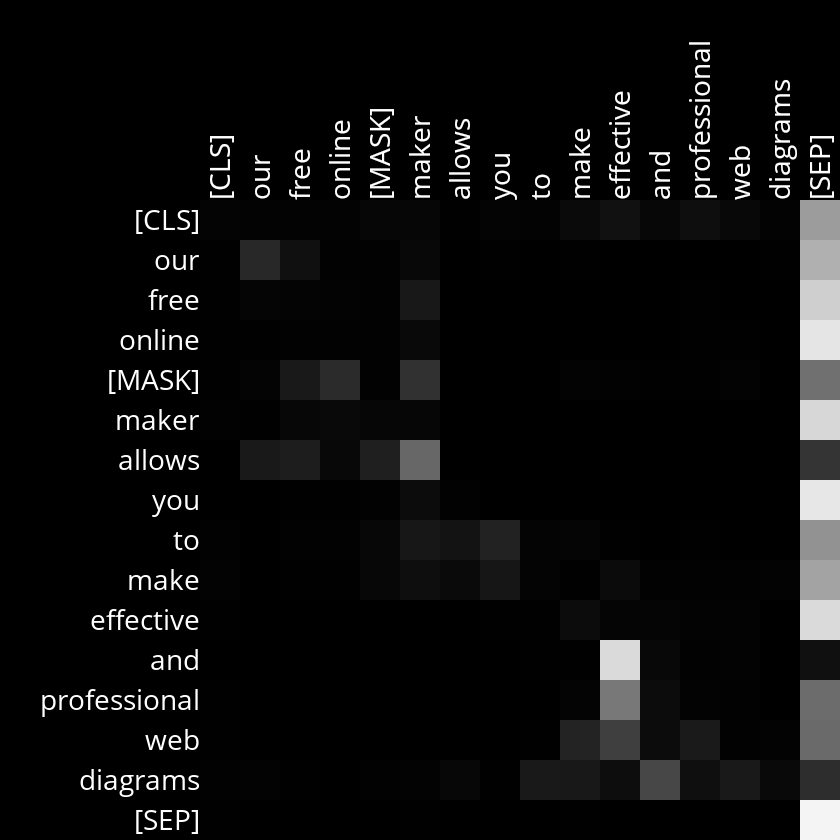 [CLS] our free online [MASK] maker allows you to make effective and professional web diagrams [SEP]
[CLS]
our
free
online
[MASK]
maker
allows
you
to
make
effective
and
professional
web
diagrams
[SEP]